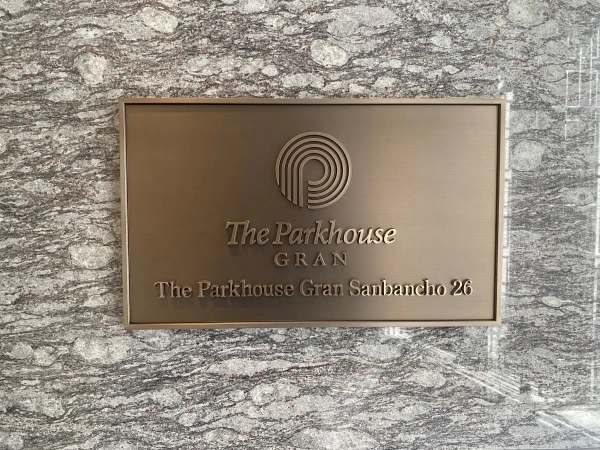 The Parkhouse
GRAN
The Parkhouse Gran Sanbancho 26